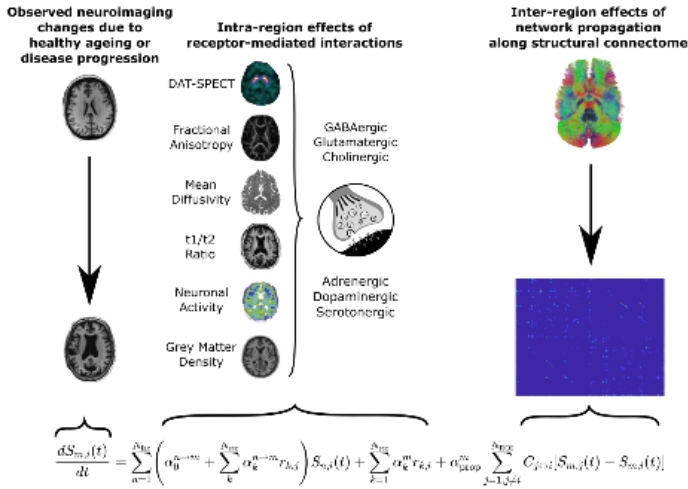 Observed neuroimaging
changes due to
healthy ageing or
disease progression
Intra-region effects of
receptor-mediated interactions
Inter-region effects of
network propagation
along structural connectome
DAT-SPECT
Fractional
Anisotropy
Mean
Diffusivity
t1/t2
Ratio
Neuronal
Activity
Grey Matter
Density
GABAergic
Glutamatergic
Cholinergic
Adrenergic
Dopaminergic
Serotonergic